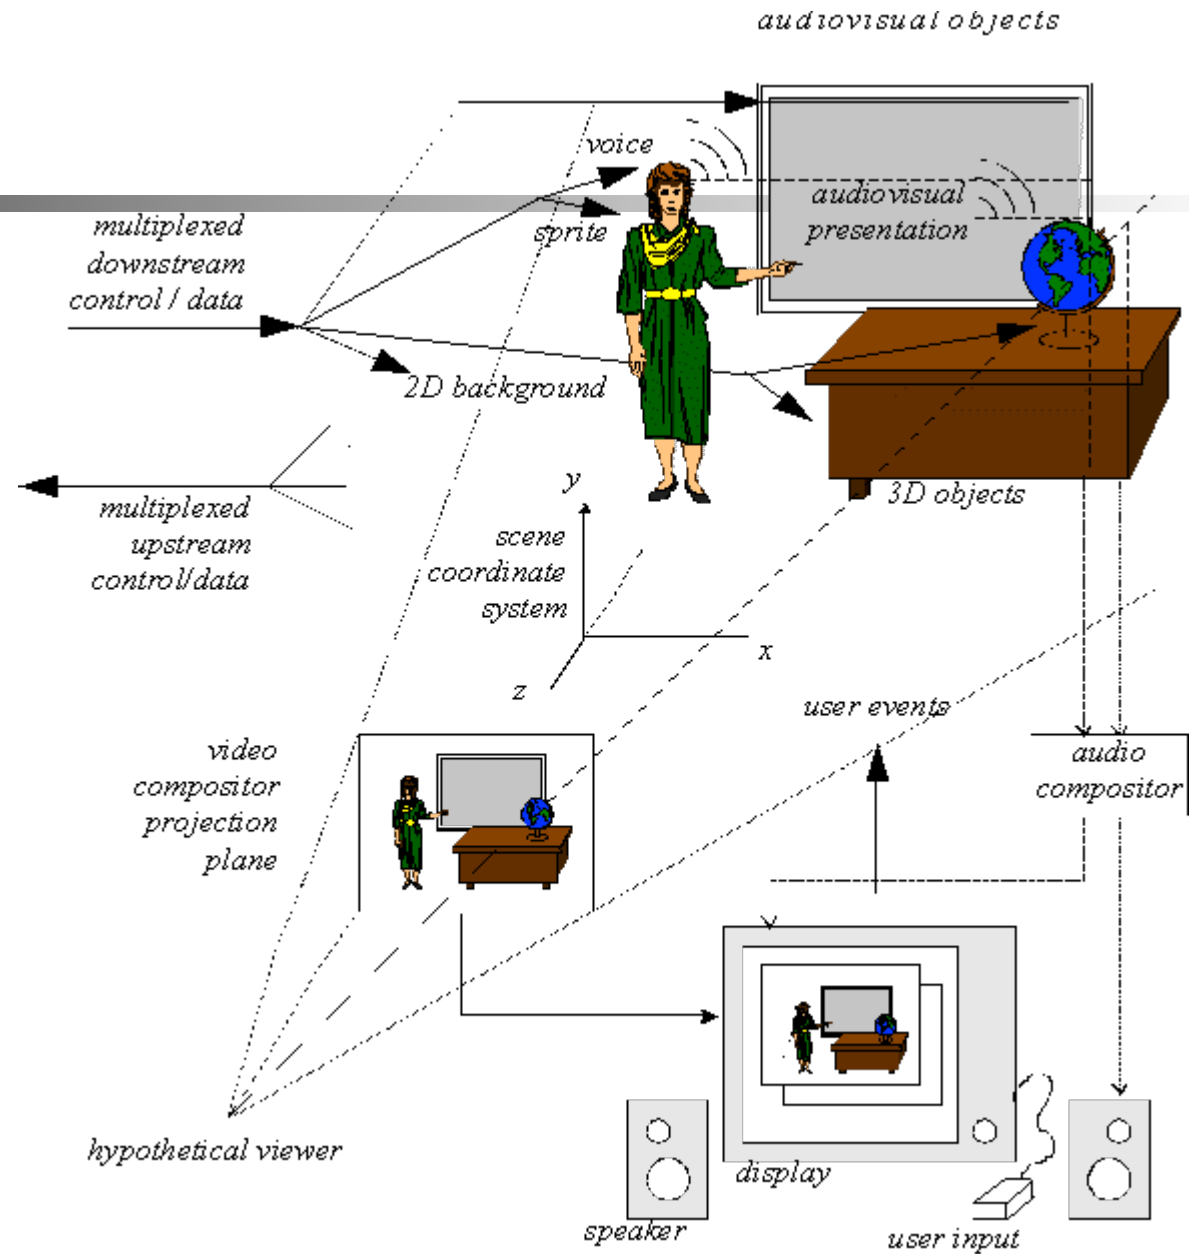 audiovisual objects
voice
audiovisual
presentation
sprite
multiplexed
downstream
control / data
2D background
3D objects
multiplexed
upstream
control/data
y
scene
coordinate
system
x
z
user events
video
compositor
projection
plane
audio
compositor
hypothetical viewer
display
speaker
user input